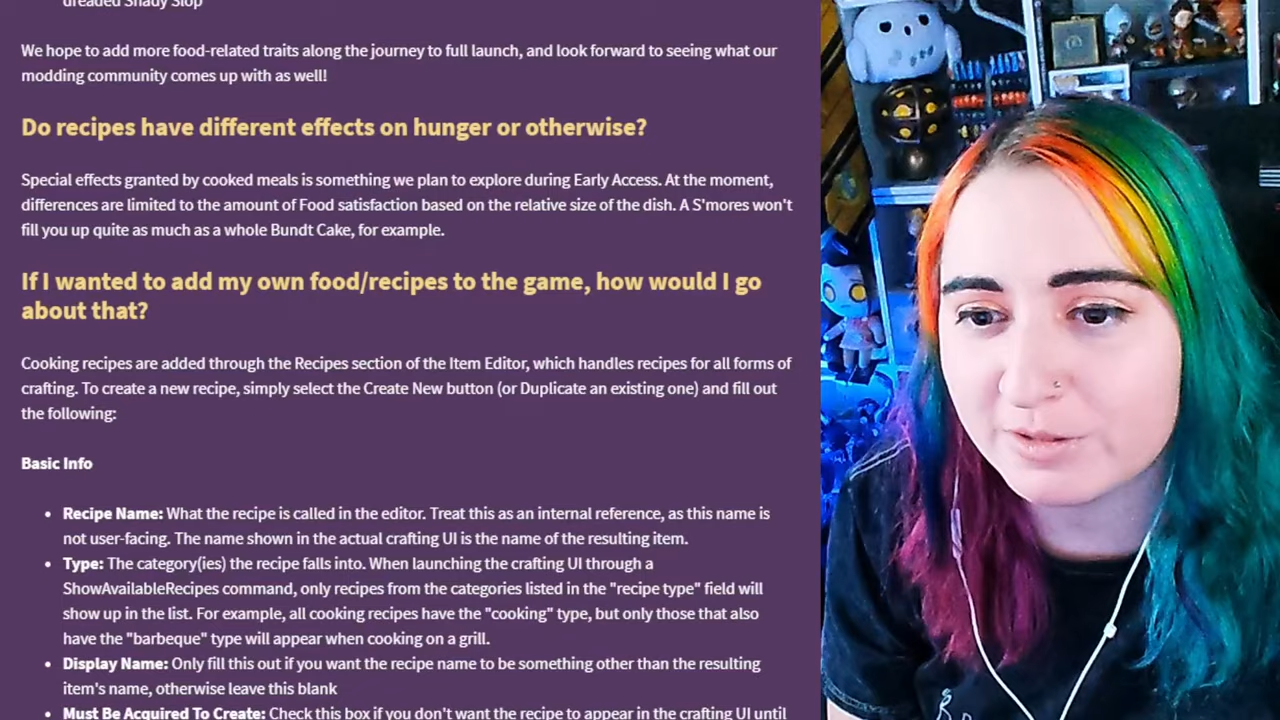 dreaded Shady Slop
We hope to add more food-related traits along the journey to full launch, and look forward to seeing what our
modding community comes up with as well!
Do recipes have different effects on hunger or otherwise?
Special effects granted by cooked meals is something we plan to explore during Early Access. At the moment,
differences are limited to the amount of Food satisfaction based on the relative size of the dish. A S'mores won't
fill you up quite as much as a whole Bundt Cake, for example.
If I wanted to add my own food/recipes to the game, how would I go
about that?
Cooking recipes are added through the Recipes section of the Item Editor, which handles recipes for all forms of
crafting. To create a new recipe, simply select the Create New button (or Duplicate an existing one) and fill out
the following:
Basic Info
• Recipe Name: What the recipe is called in the editor. Treat this as an internal reference, as this name is
not user-facing. The name shown in the actual crafting UI is the name of the resulting item.
• Type: The category(ies) the recipe falls into. When launching the crafting UI through a
ShowAvailableRecipes command, only recipes from the categories listed in the "recipe type" field will
show up in the list. For example, all cooking recipes have the "cooking" type, but only those that also
have the "barbeque" type will appear when cooking on a grill.
• Display Name: Only fill this out if you want the recipe name to be something other than the resulting
item's name, otherwise leave this blank
• Must Be Acquired To Create: Check this box if you don't want the recipe to appear in the crafting UI until